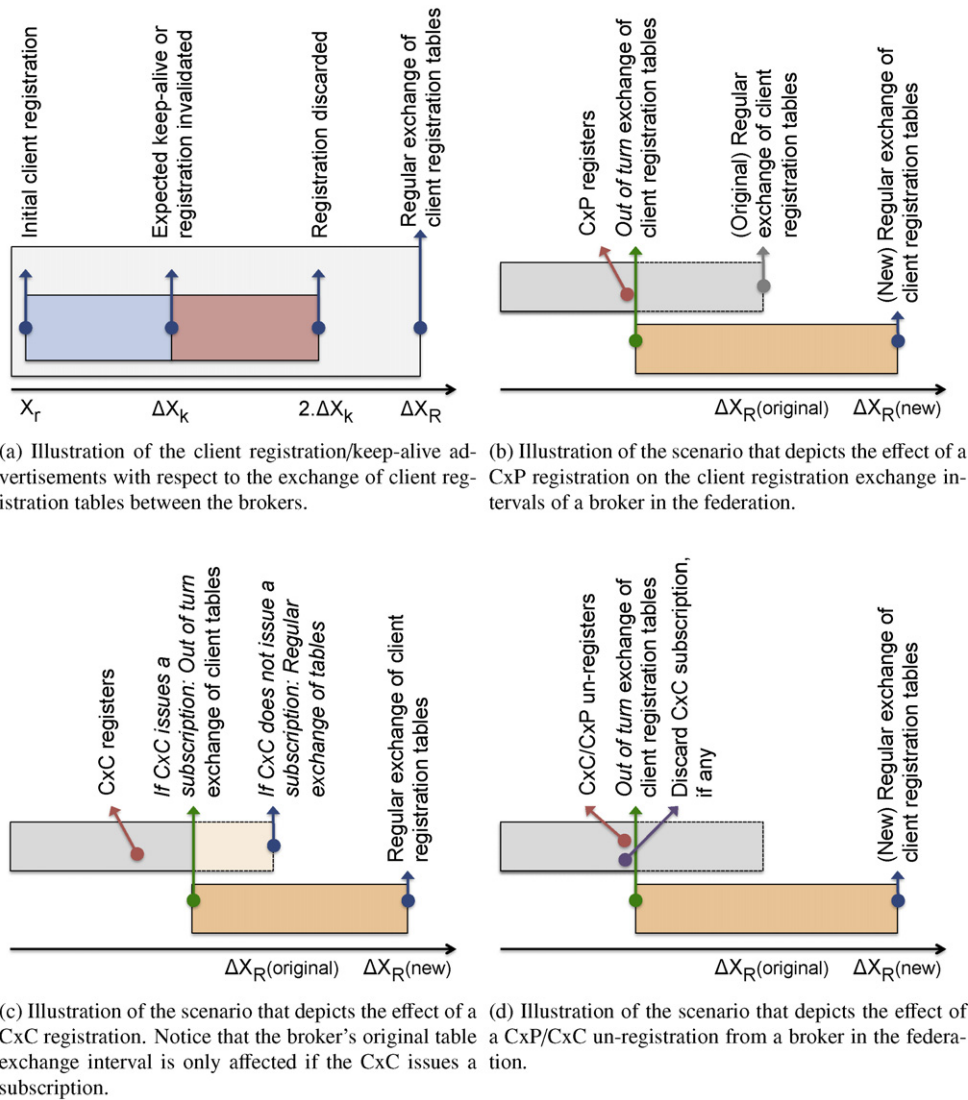 Initial client registration
Expected keep-alive or
registration invalidated
Registration discarded
Regular exchange of
client registration tables
X_r
ΔX_k
2.ΔX_k
ΔX_R
(a) Illustration of the client registration/keep-alive ad-
vertisements with respect to the exchange of client reg-
istration tables between the brokers.
CxP registers
Out of turn exchange of
client registration tables
(Original) Regular
exchange of client
registration tables
(New) Regular exchange of
client registration tables
ΔX_R(original)
ΔX_R(new)
(b) Illustration of the scenario that depicts the effect of a
CxP registration on the client registration exchange in-
tervals of a broker in the federation.
CxC registers
If CxC issues a
subscription: Out of turn
exchange of client tables
If CxC does not issue a
subscription: Regular
exchange of tables
Regular exchange of client
registration tables
ΔX_R(original)
ΔX_R(new)
(c) Illustration of the scenario that depicts the effect of a
CxC registration. Notice that the broker's original table
exchange interval is only affected if the CxC issues a
subscription.
CxC/CxP un-registers
Out of turn exchange of
client registration tables
Discard CxC subscription,
if any
(New) Regular exchange of
client registration tables
ΔX_R(original)
ΔX_R(new)
(d) Illustration of the scenario that depicts the effect of
a CxP/CxC un-registration from a broker in the federa-
tion.